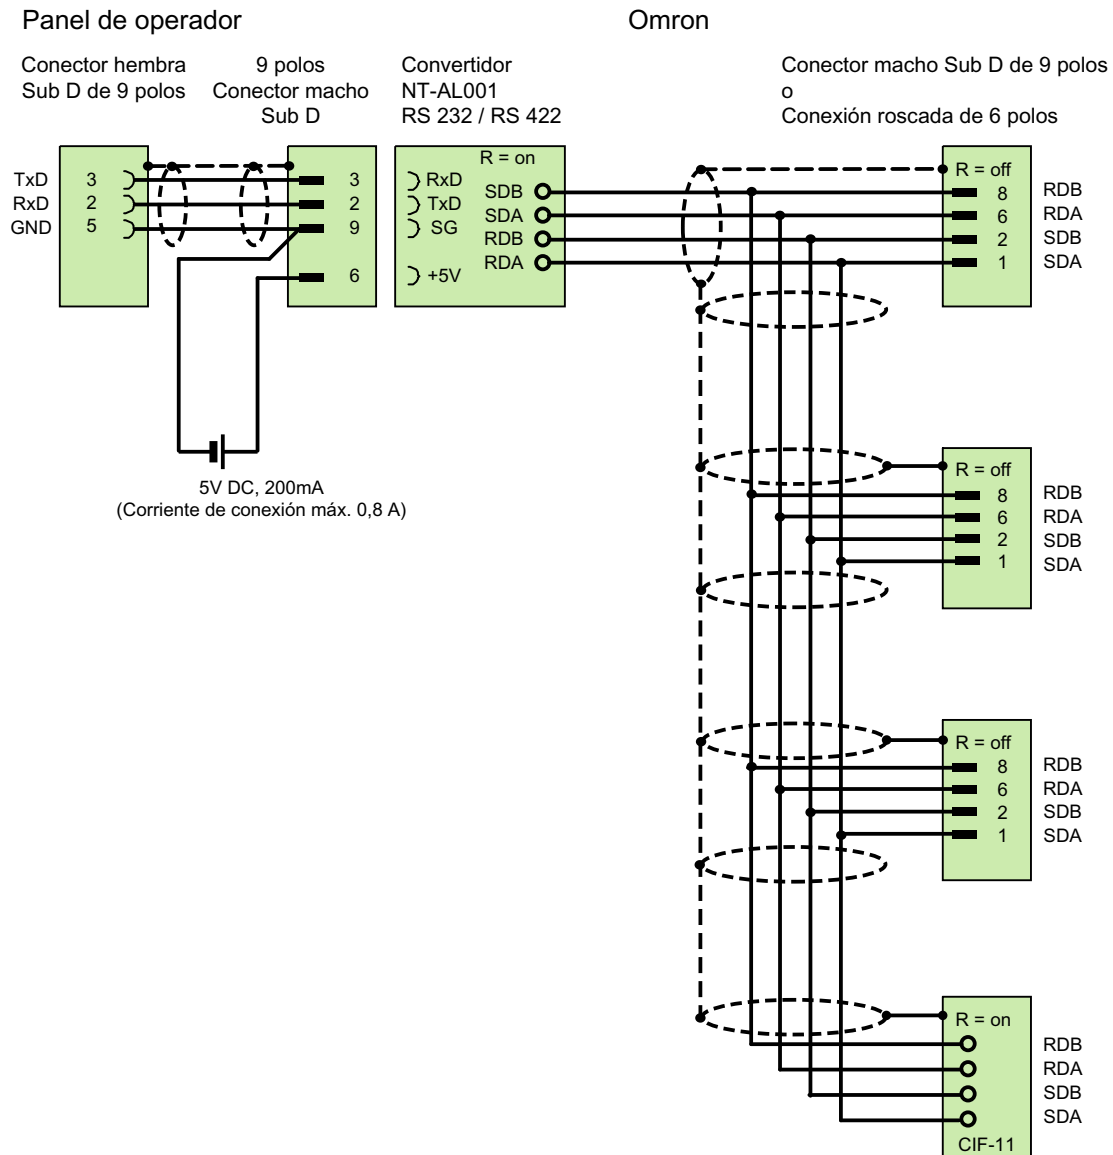 Panel de operador
Omron
Conector hembra
Sub D de 9 polos
9 polos
Conector macho
Sub D
Convertidor
NT-AL001
RS 232 / RS 422
Conector macho Sub D de 9 polos
o
Conexión roscada de 6 polos
TxD 3
RxD 2
GND 5
3
2
9
6
R = on
RxD
TxD
SG
+5V
SDB
SDA
RDB
RDA
R = off
8 RDB
6 RDA
2 SDB
1 SDA
5V DC, 200mA
(Corriente de conexión máx. 0,8 A)
R = off
8 RDB
6 RDA
2 SDB
1 SDA
R = off
8 RDB
6 RDA
2 SDB
1 SDA
R = on
RDB
RDA
SDB
SDA
CIF-11